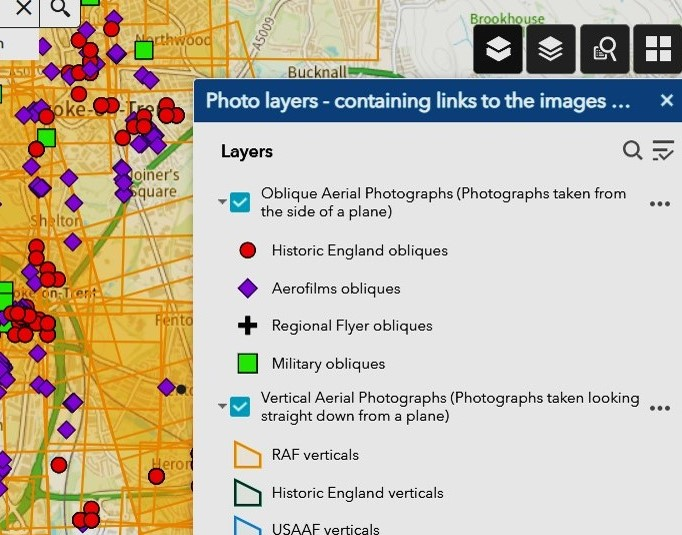 Brookhouse
Northwood
A5009
Bucknall
Photo layers - containing links to the images ...
oke-on-Tre
Layers
Joiner's
Square
Oblique Aerial Photographs (Photographs taken from
the side of a plane)
Shelton
Historic England obliques
Aerofilms obliques
oke-on-Trent
Regional Flyer obliques
Fento
Military obliques
Vertical Aerial Photographs (Photographs taken looking
straight down from a plane)
RAF verticals
Heron
Historic England verticals
USAAF verticals